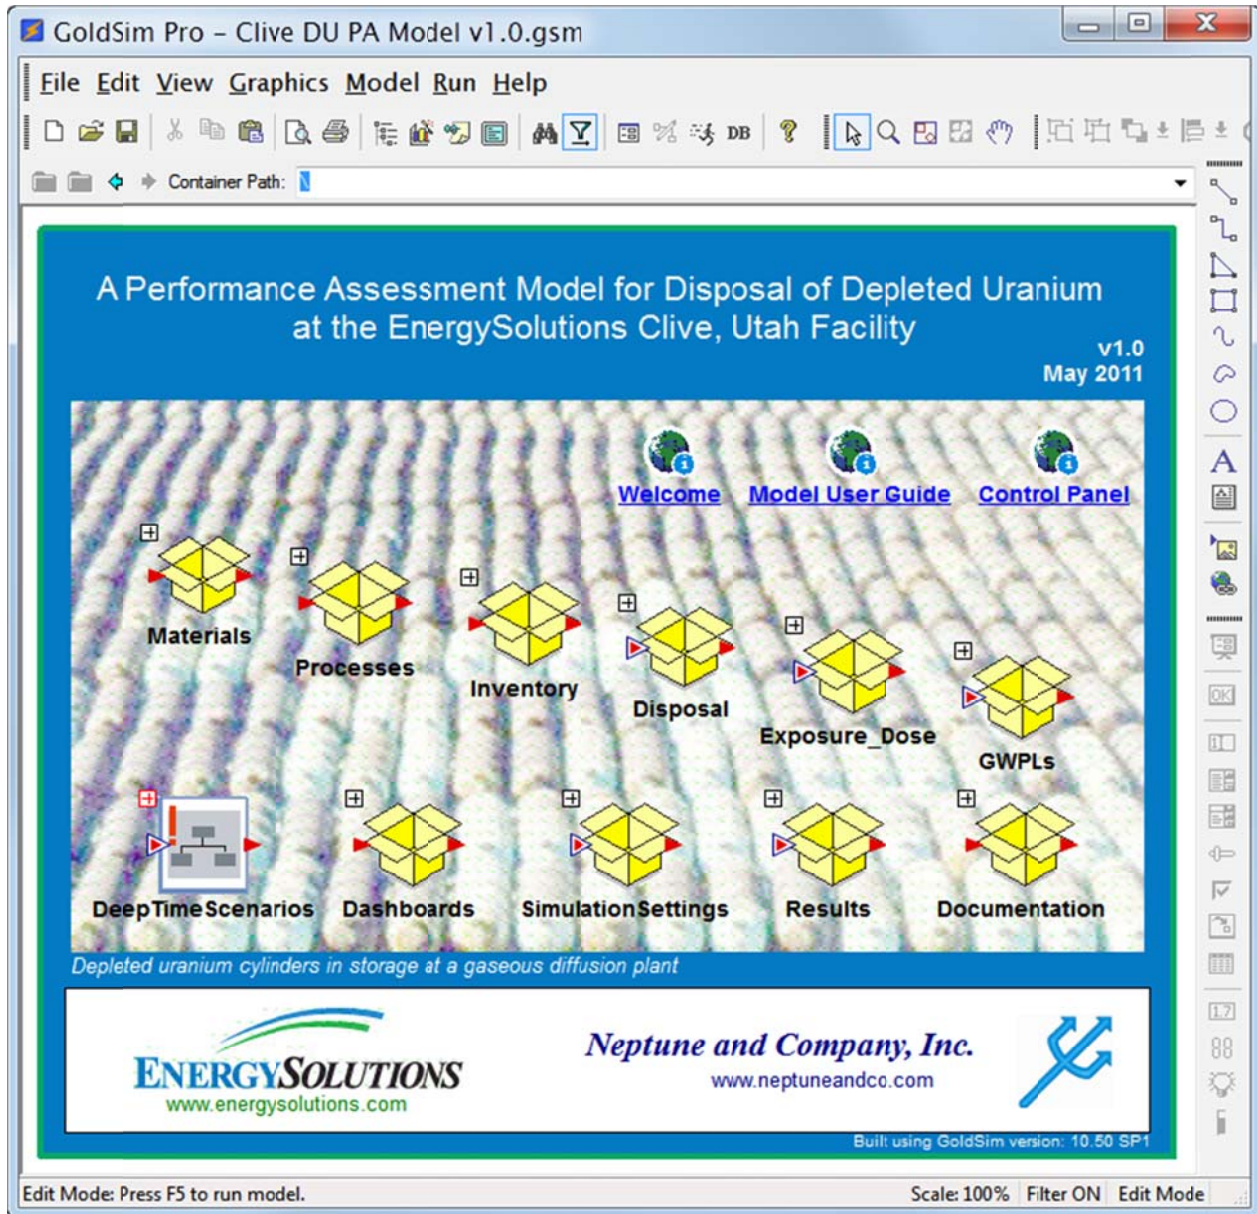 GoldSim Pro – Clive DU PA Model v1.0.gsm
File Edit View Graphics Model Run Help
DB
Container Path: \
A Performance Assessment Model for Disposal of Depleted Uranium
at the EnergySolutions Clive, Utah Facility
v1.0
May 2011
Welcome Model User Guide Control Panel
Materials
Processes
Inventory
Disposal
Exposure_Dose
GWPLs
DeepTimeScenarios Dashboards SimulationSettings Results Documentation
Depleted uranium cylinders in storage at a gaseous diffusion plant
ENERGYSOLUTIONS
www.energysolutions.com
Neptune and Company, Inc.
www.neptuneandco.com
Built using GoldSim version: 10.50 SP1
Edit Mode: Press F5 to run model.
Scale: 100% Filter ON Edit Mode
A
OK
1.7
88